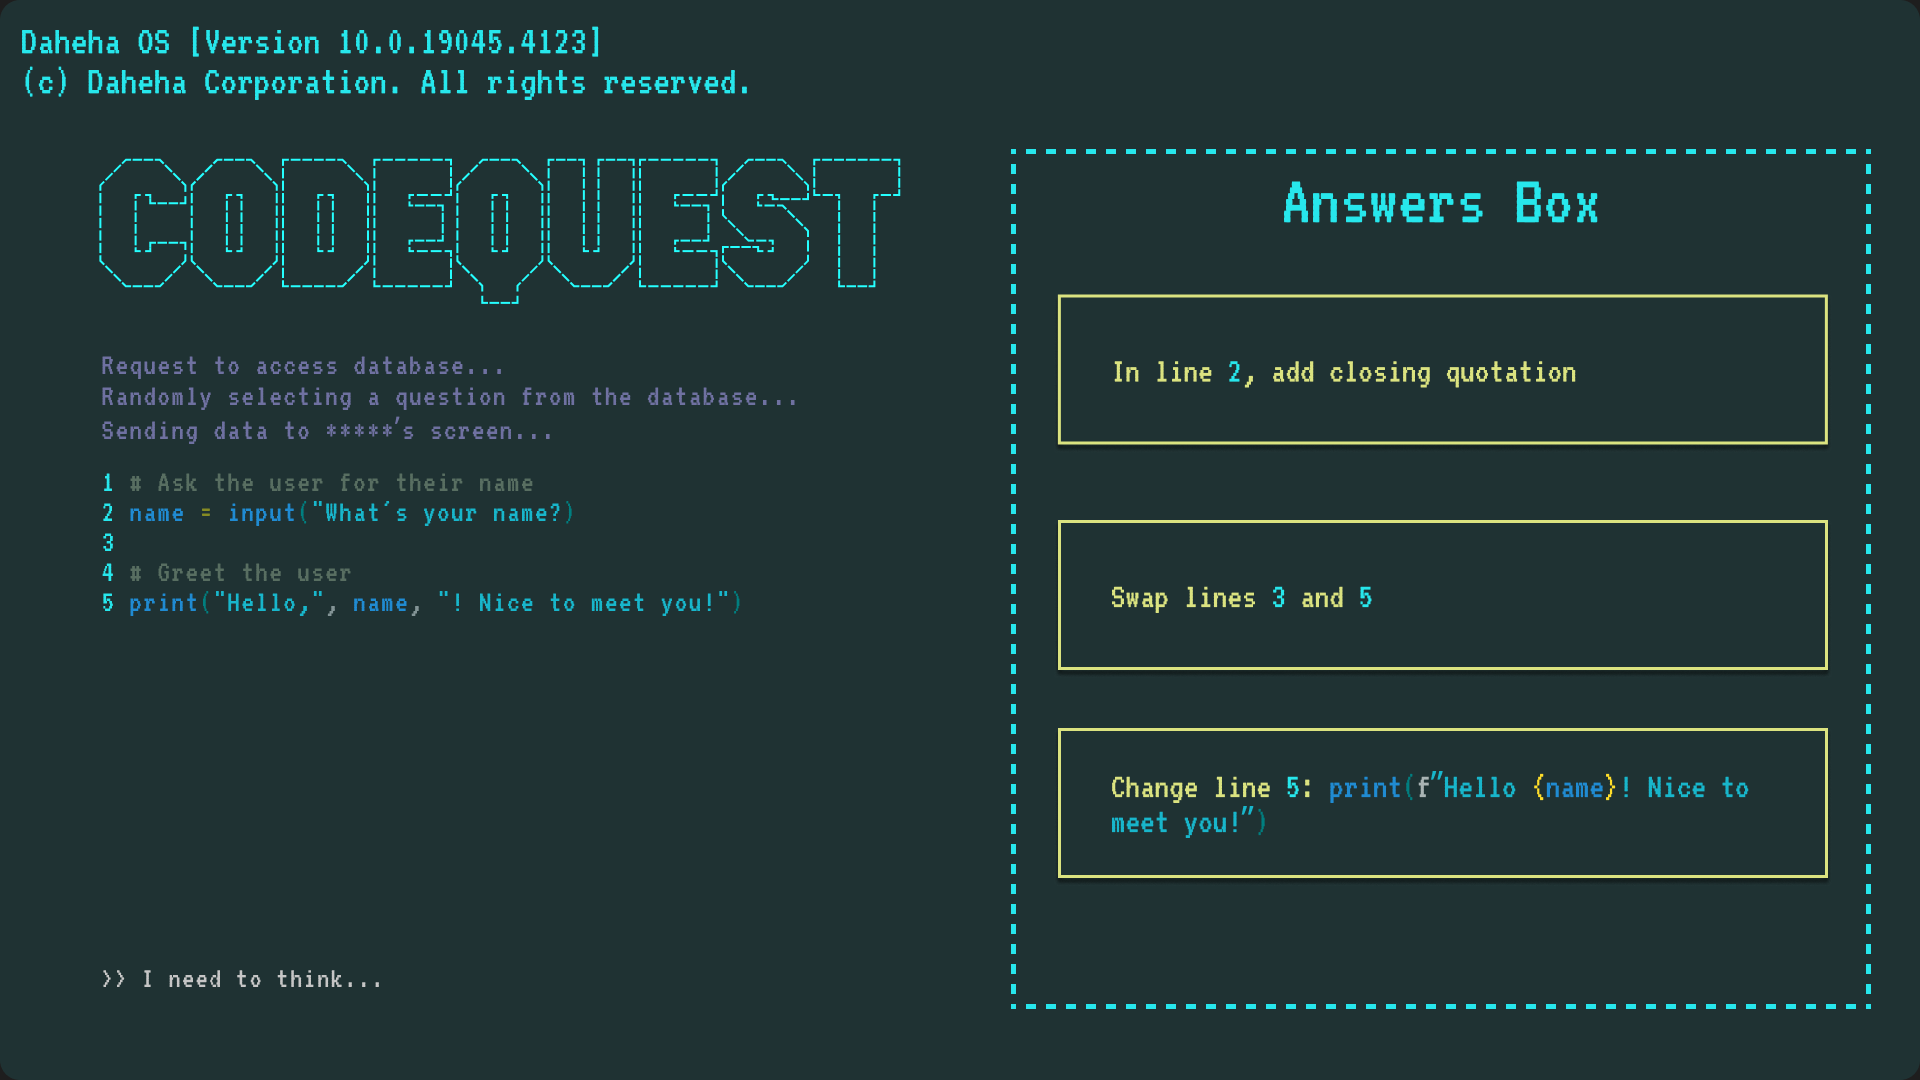 Daheha OS [Version 10.0.19045.4123]
(c) Daheha Corporation. All rights reserved.
CODEQUEST
Request to access database...
Randomly selecting a question from the database...
Sending data to *****'s screen...
1 # Ask the user for their name
2 name = input("What's your name?)
3
4 # Greet the user
5 print("Hello,", name, "! Nice to meet you!")
>> I need to think...
Answers Box
In line 2, add closing quotation
Swap lines 3 and 5
Change line 5: print(f”Hello {name}! Nice to
meet you!”)